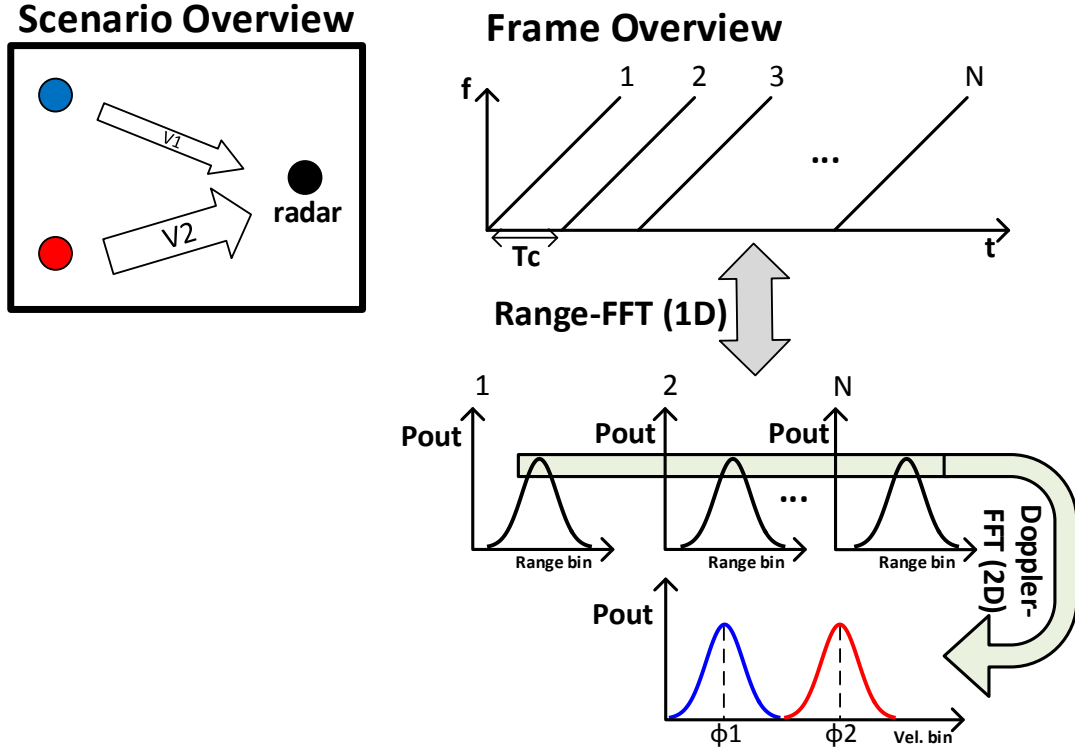 Scenario Overview
V1
V2
radar
Frame Overview
f
1
2
3
N
...
Tc
t
Range-FFT (1D)
1
2
N
Pout
Pout
Pout
...
Range bin
Range bin
Range bin
Doppler-
FFT (2D)
Pout
ϕ1
ϕ2
Vel. bin